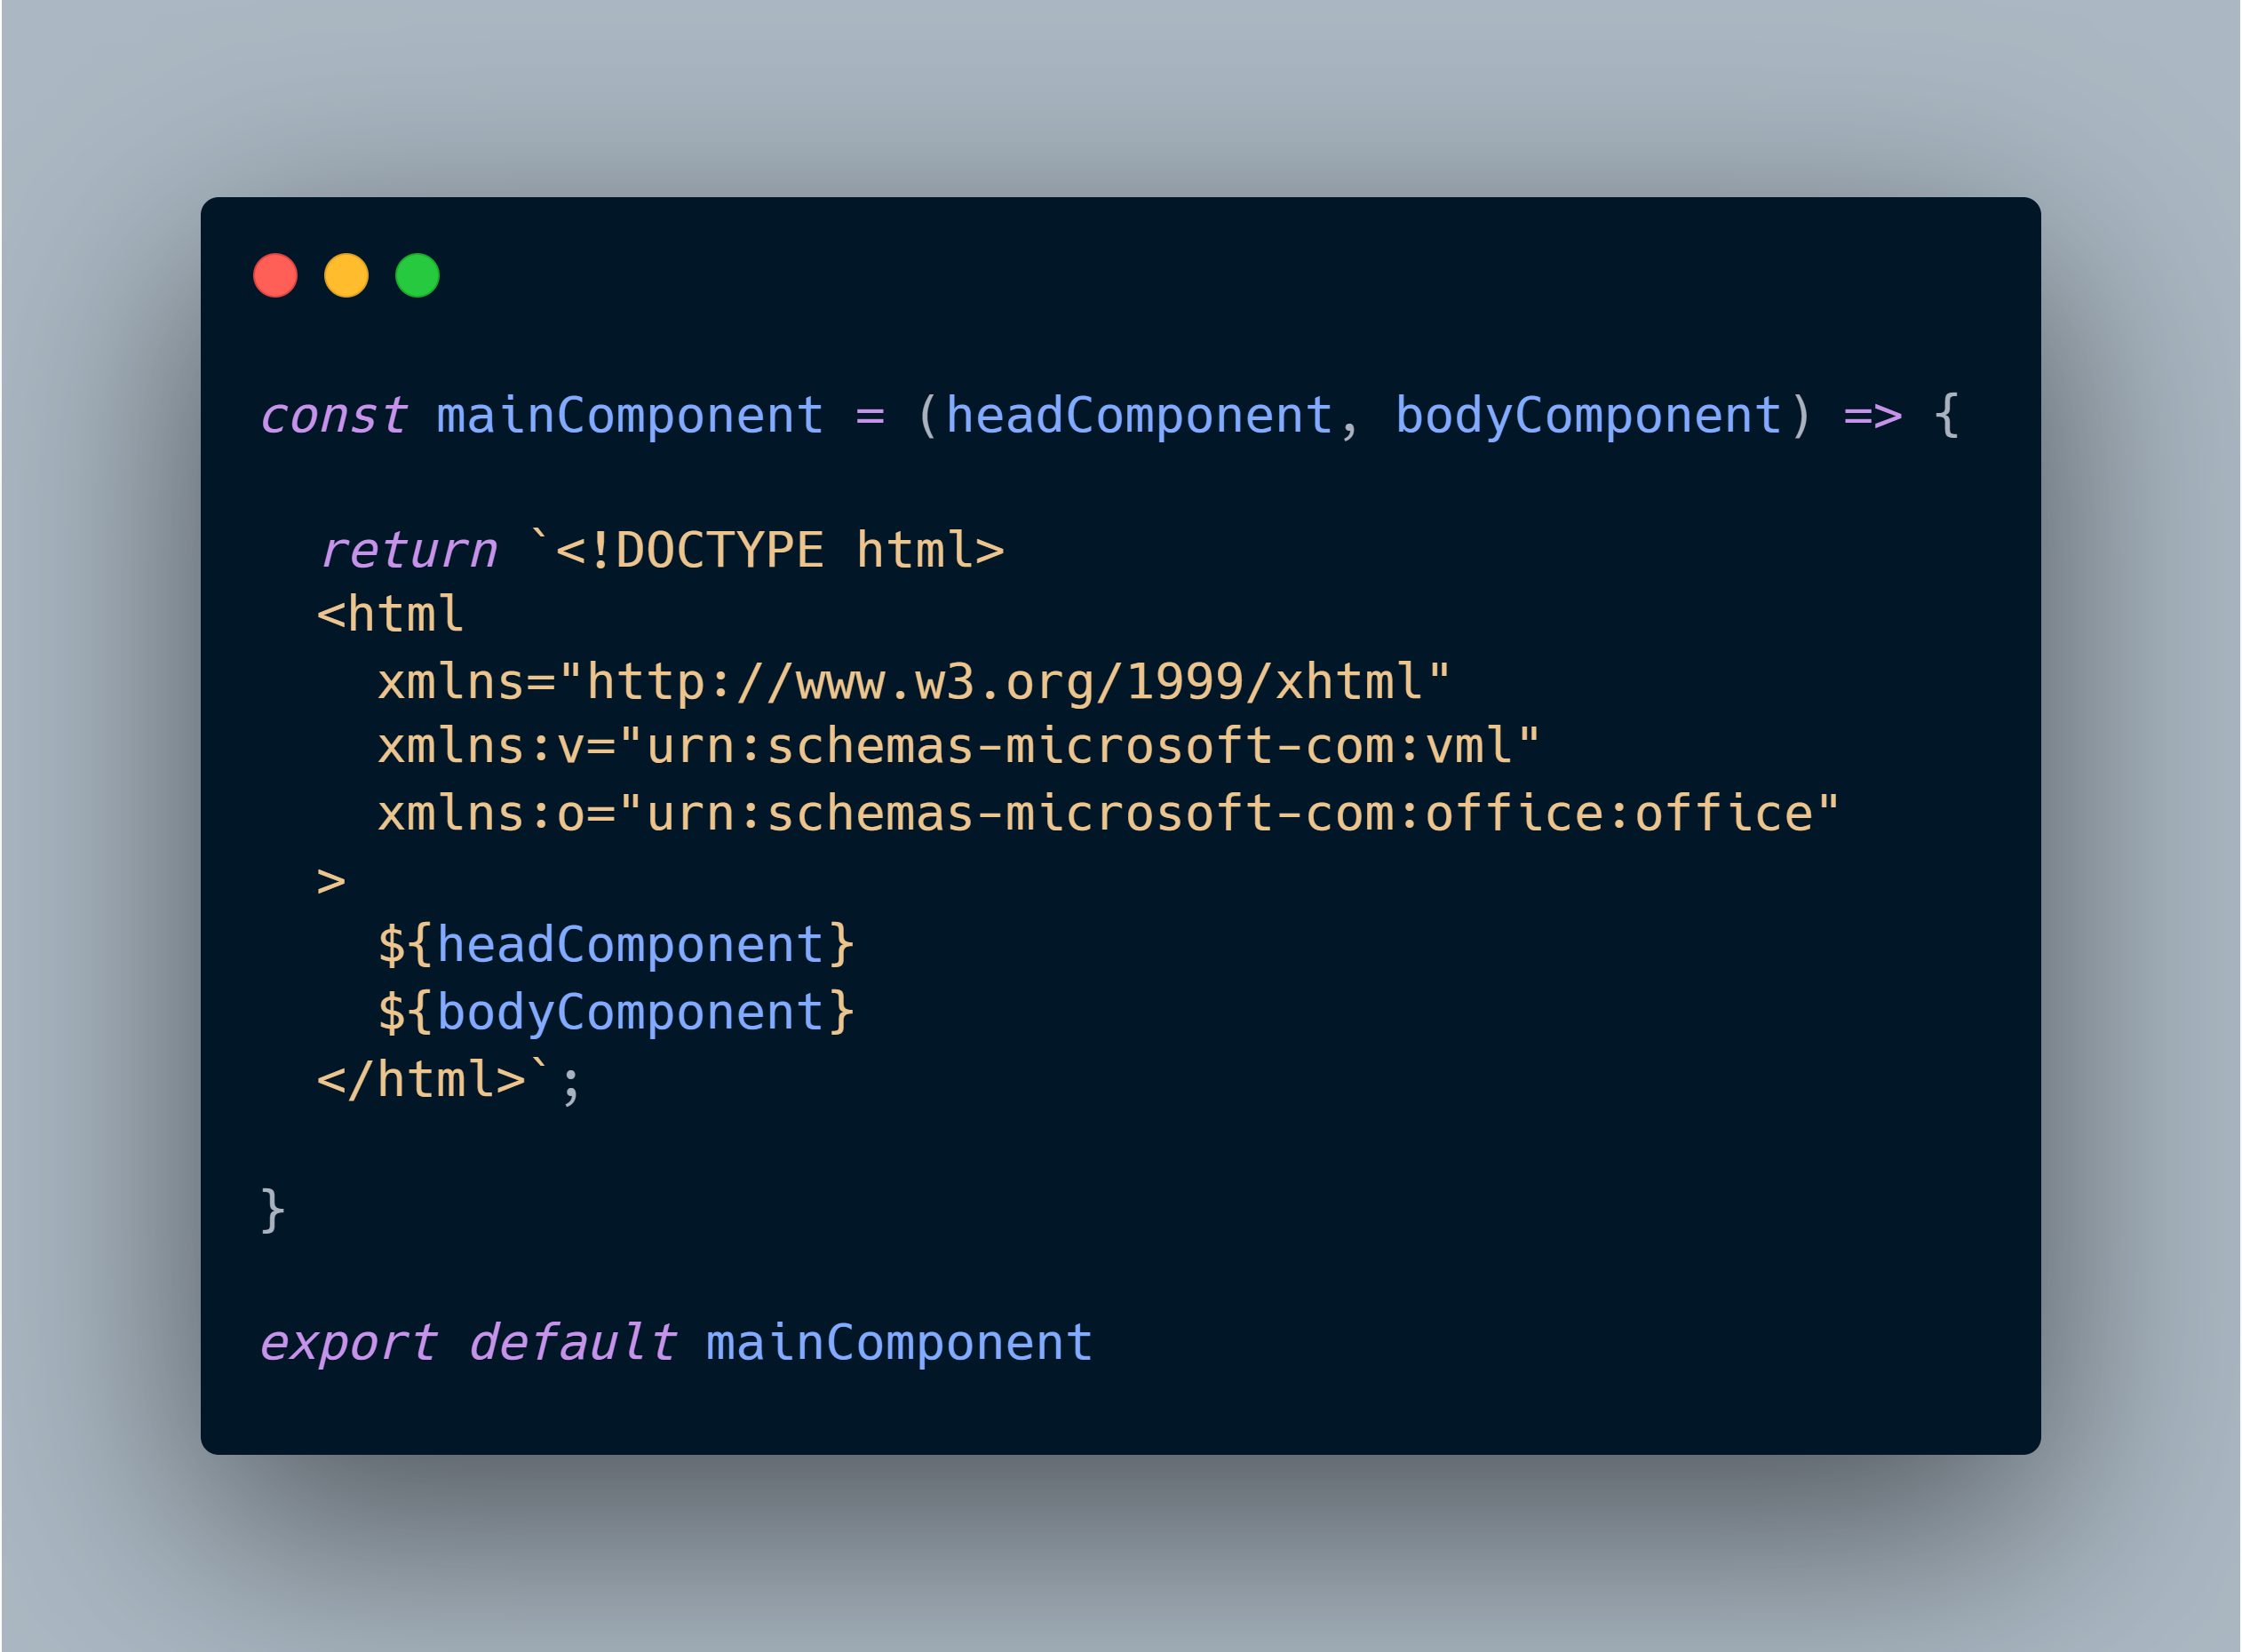 const mainComponent = (headComponent, bodyComponent) => {
  return `<!DOCTYPE html>
  <html
    xmlns="http://www.w3.org/1999/xhtml"
    xmlns:v="urn:schemas-microsoft-com:vml"
    xmlns:o="urn:schemas-microsoft-com:office:office"
  >
    ${headComponent}
    ${bodyComponent}
  </html>`;
}
export default mainComponent